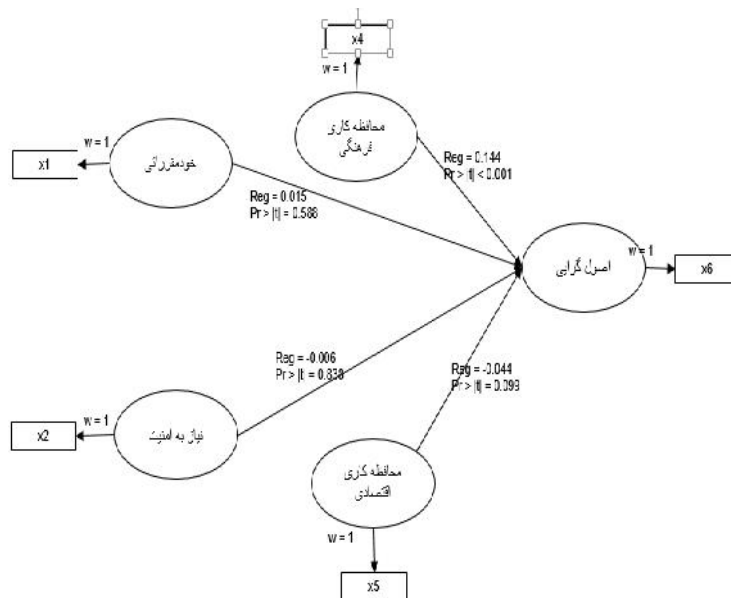 x4
w = 1
محافظه کاری
فرهنگی
w = 1
x1
خودمقرراتی
Reg = 0.144
Pr > |t| < 0.001
Reg = 0.015
Pr > |t| = 0.588
اصول گرایی
w = 1
x6
Reg = -0.006
Pr > |t| = 0.838
Reg = -0.044
Pr > |t| = 0.099
w = 1
x2
نیاز به امنیت
محافظه کاری
اقتصادی
w = 1
x5